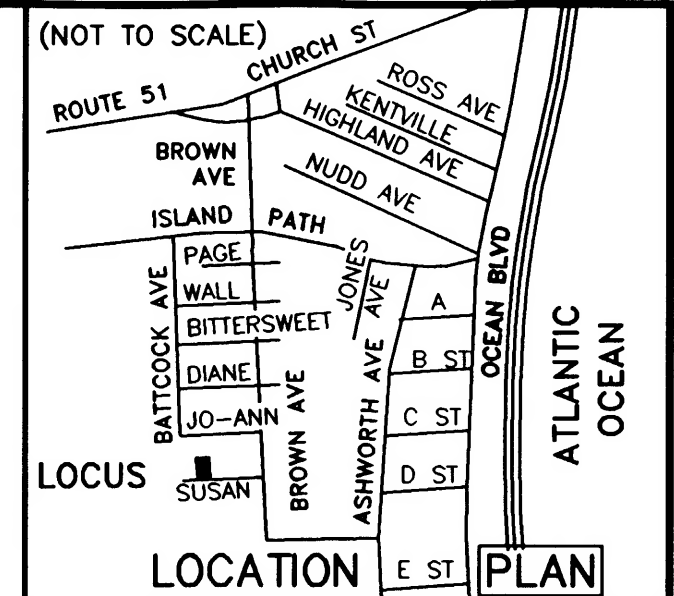 (NOT TO SCALE)
CHURCH ST
ROUTE 51
ROSS AVE
KENTVILLE
HIGHLAND AVE
BROWN
AVE
NUDD AVE
ISLAND PATH
PAGE
JONES
AVE
WALL
A
BITTERSWEET
OCEAN BLVD
BATTCOCK AVE
B ST
DIANE
ATLANTIC
OCEAN
JO-ANN
BROWN AVE
ASHWORTH AVE
C ST
LOCUS
SUSAN
D ST
LOCATION PLAN
E ST